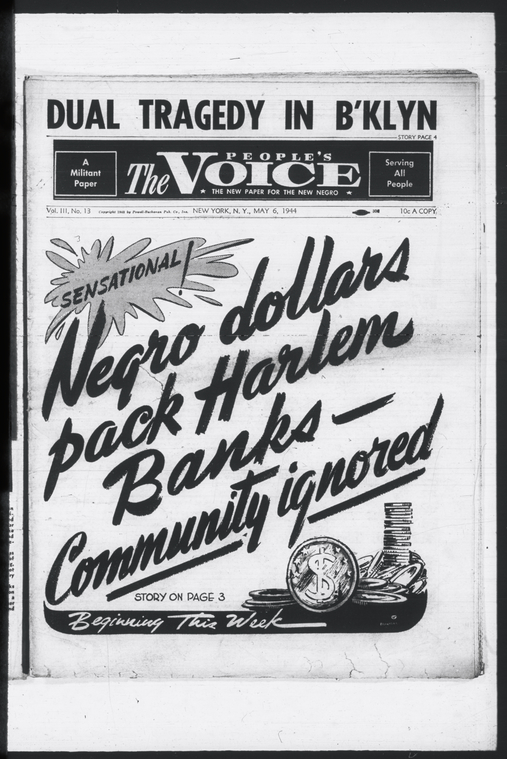 DUAL TRAGEDY IN B'KLYN
STORY PAGE 4
A
Militant
Paper
The PEOPLE'S
VOICE
★ THE NEW PAPER FOR THE NEW NEGRO ★
Serving
All
People
Vol. III, No. 13 NEW YORK, N. Y., MAY 6, 1944 10c A COPY
SENSATIONAL!
Negro dollars
pack Harlem
Banks—
Community ignored
$
STORY ON PAGE 3
Beginning This Week